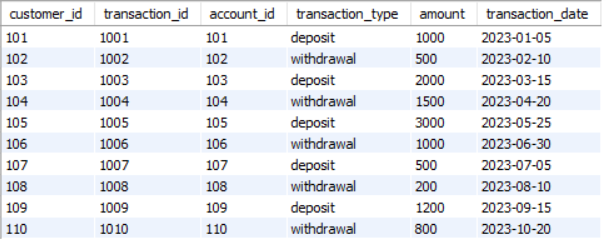 customer_id transaction_id account_id transaction_type amount transaction_date
101 1001 101 deposit 1000 2023-01-05
102 1002 102 withdrawal 500 2023-02-10
103 1003 103 deposit 2000 2023-03-15
104 1004 104 withdrawal 1500 2023-04-20
105 1005 105 deposit 3000 2023-05-25
106 1006 106 withdrawal 1000 2023-06-30
107 1007 107 deposit 500 2023-07-05
108 1008 108 withdrawal 200 2023-08-10
109 1009 109 deposit 1200 2023-09-15
110 1010 110 withdrawal 800 2023-10-20